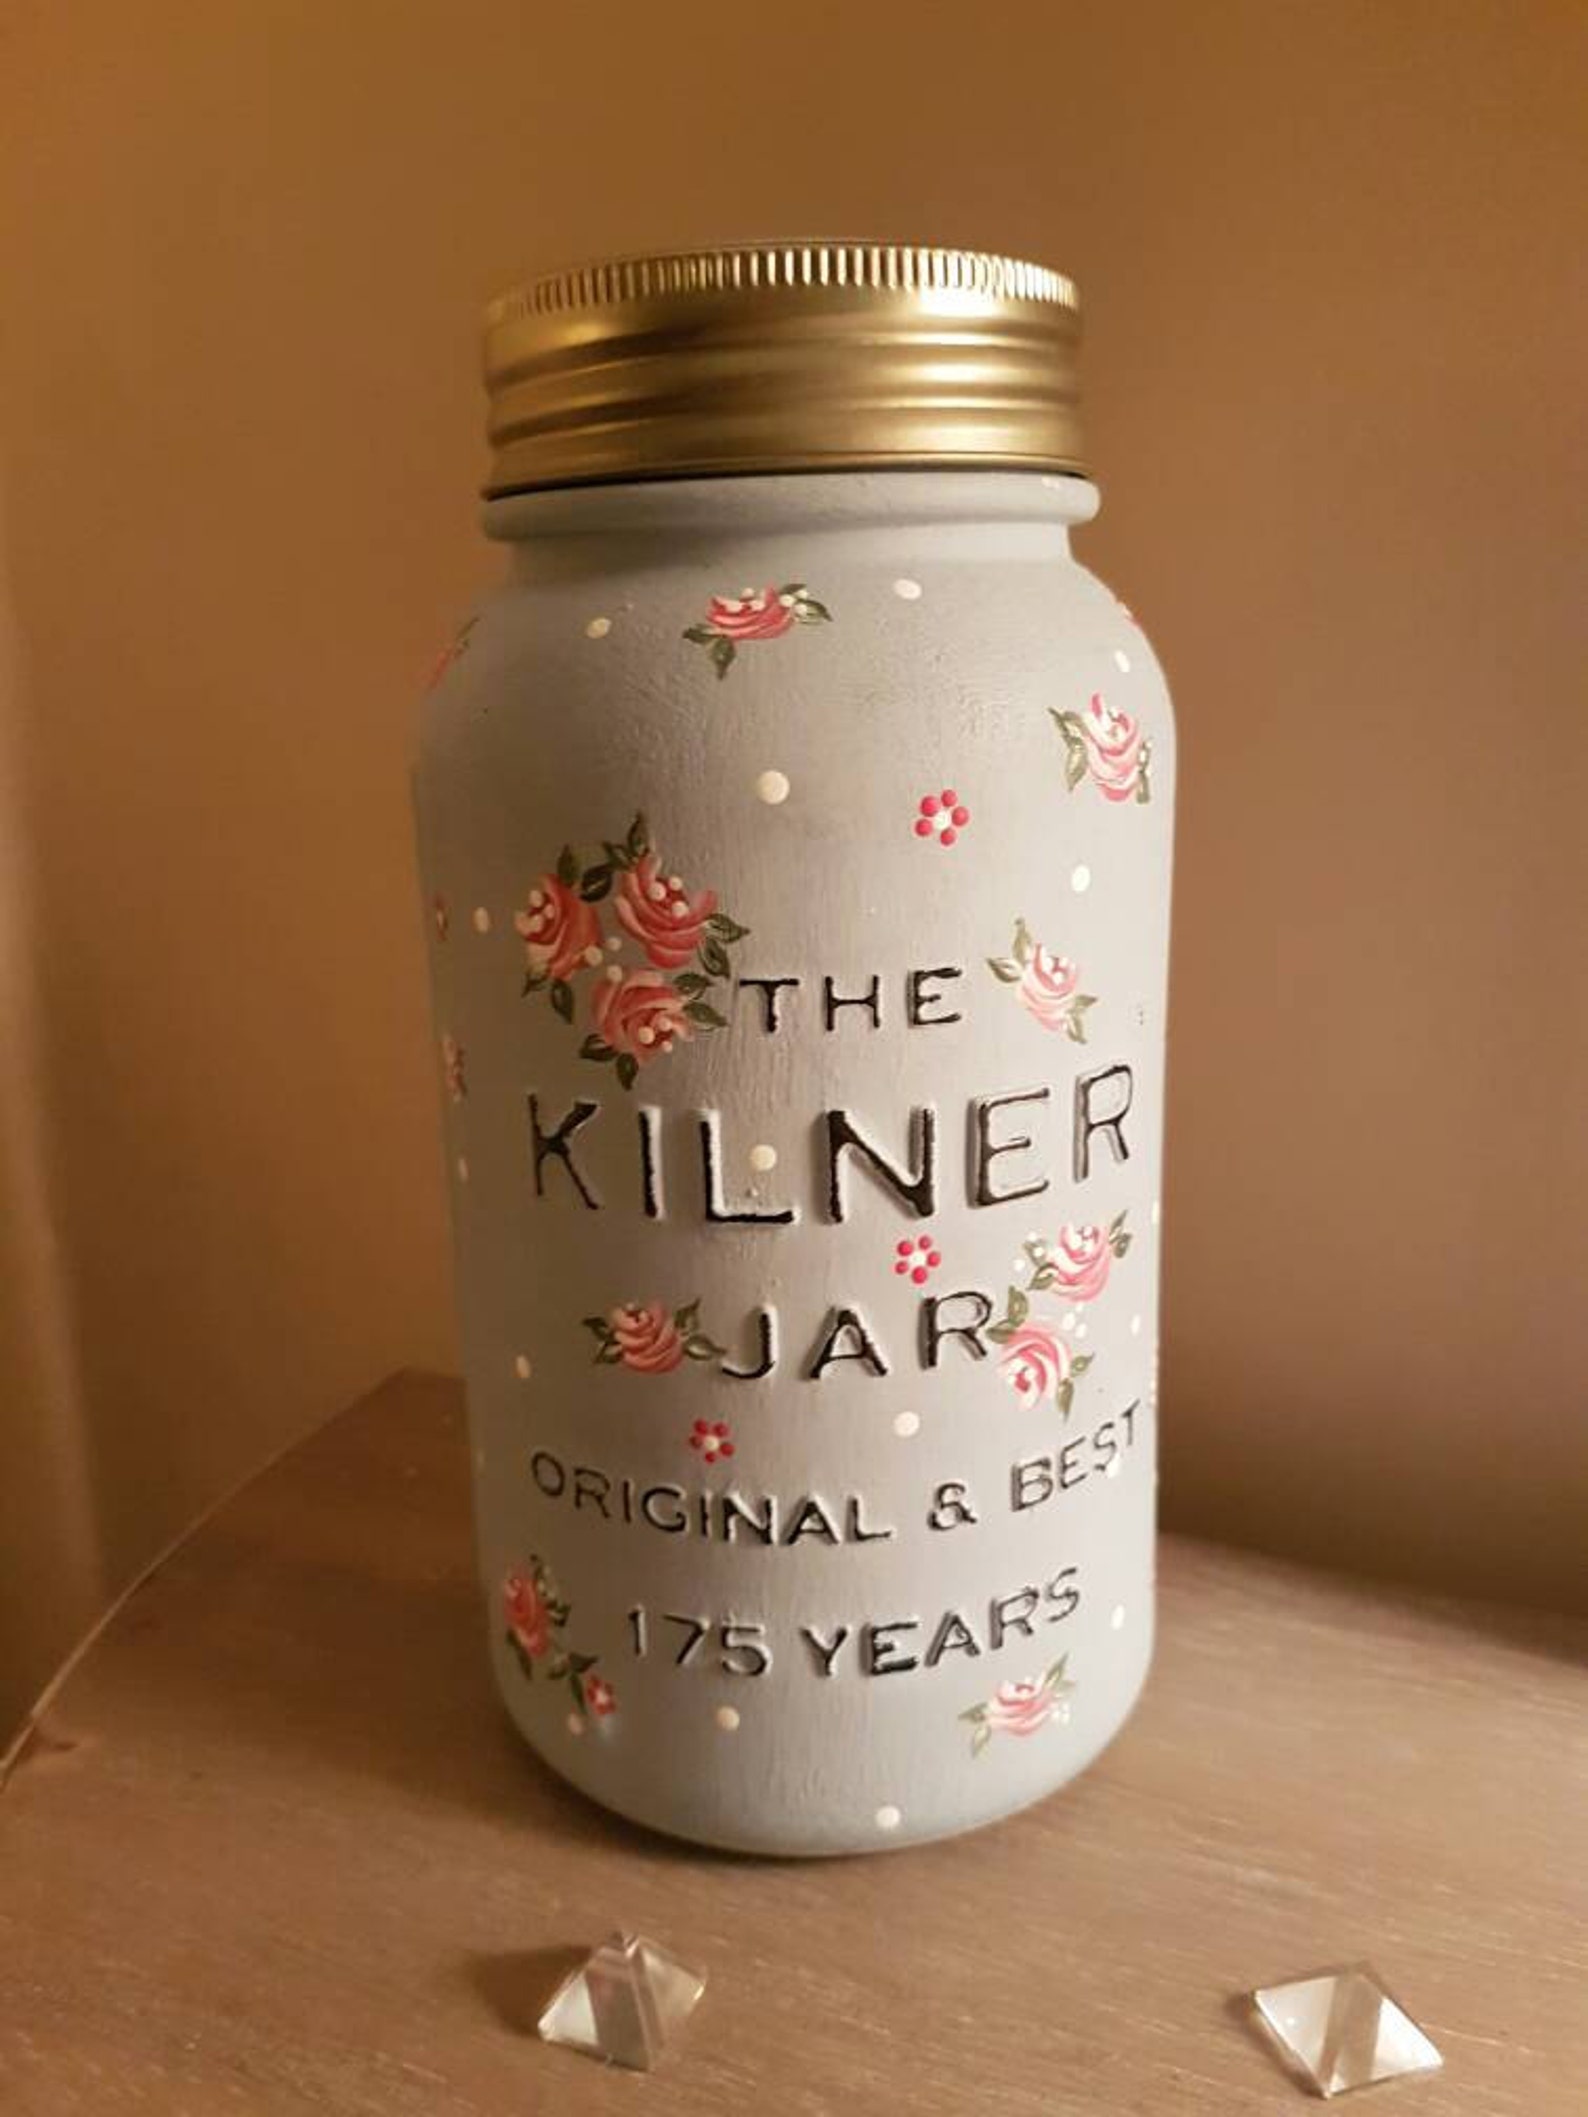 THE
KILNER
JAR
ORIGINAL & BEST
175 YEARS